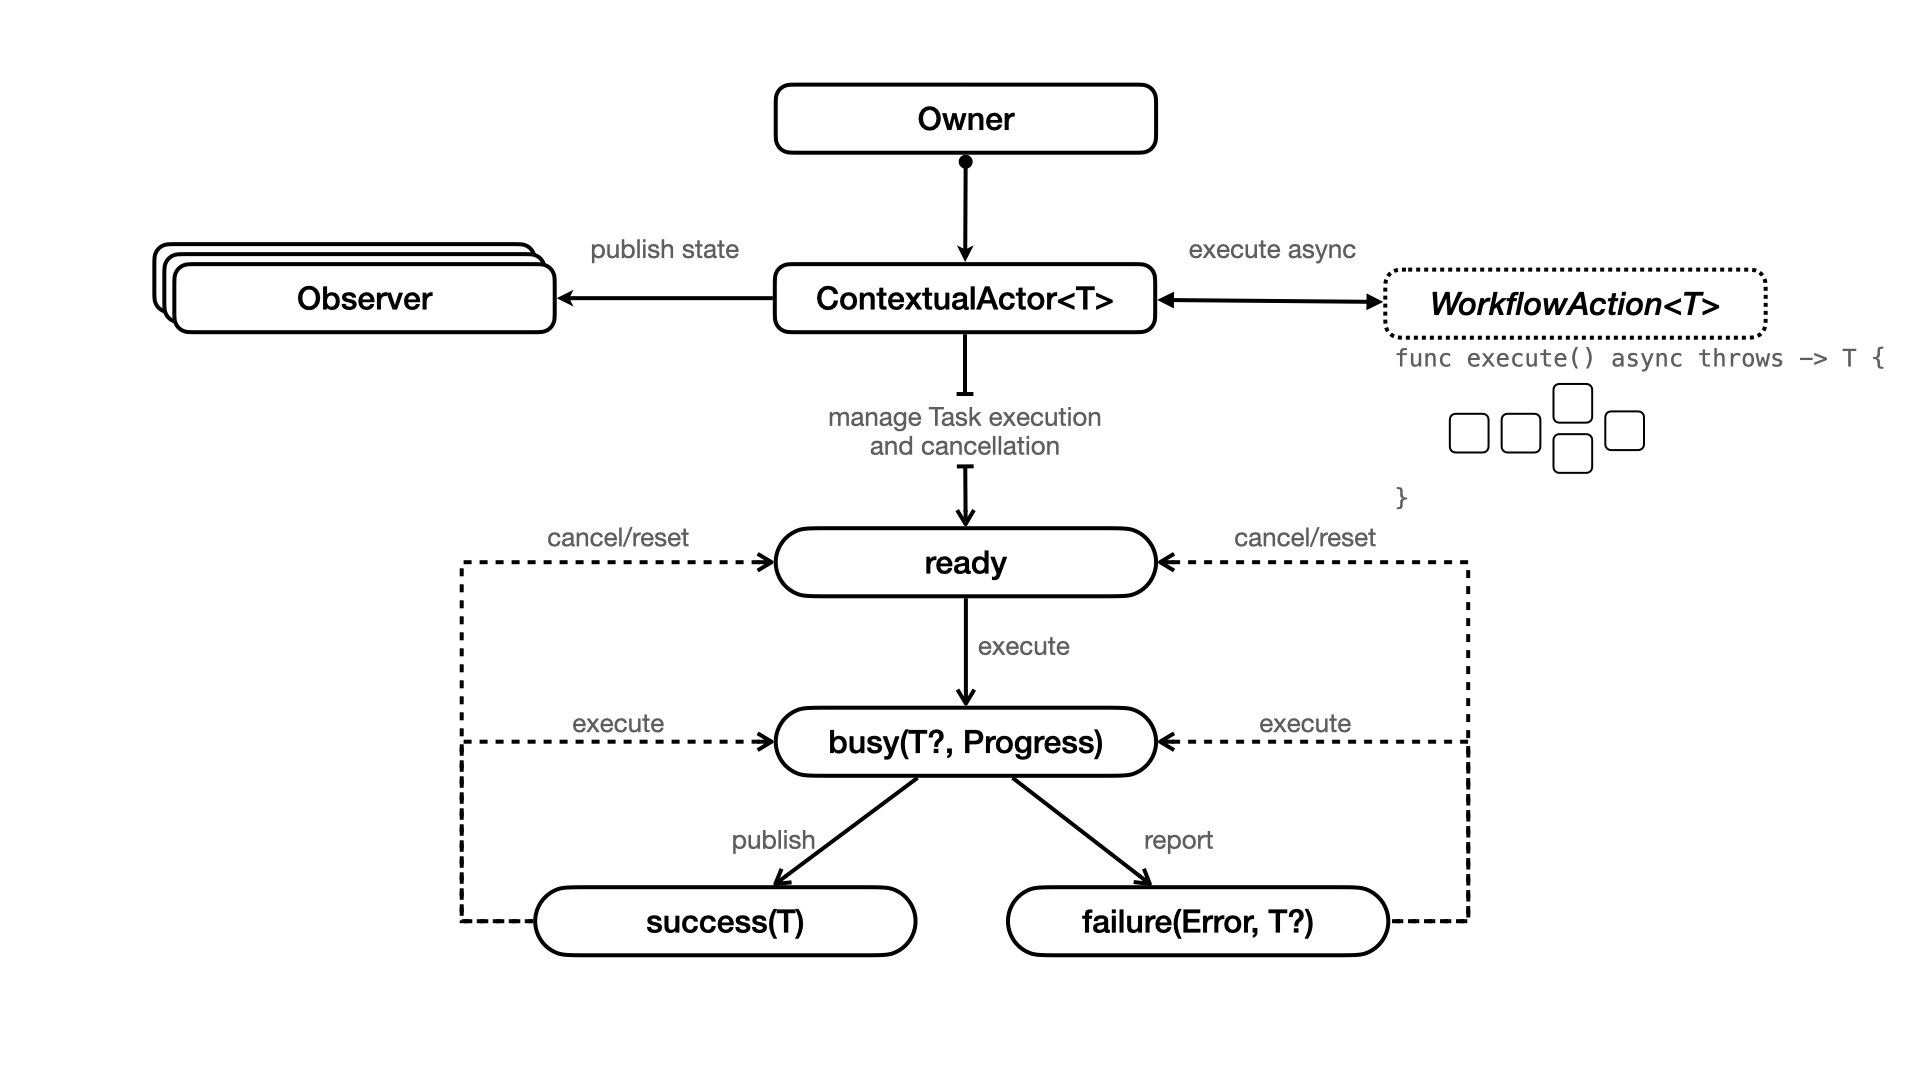 Owner
publish state
execute async
Observer
ContextualActor<T>
WorkflowAction<T>
func execute() async throws -> T {
manage Task execution
and cancellation
}
cancel/reset
cancel/reset
ready
execute
execute
execute
busy(T?, Progress)
publish
report
success(T)
failure(Error, T?)